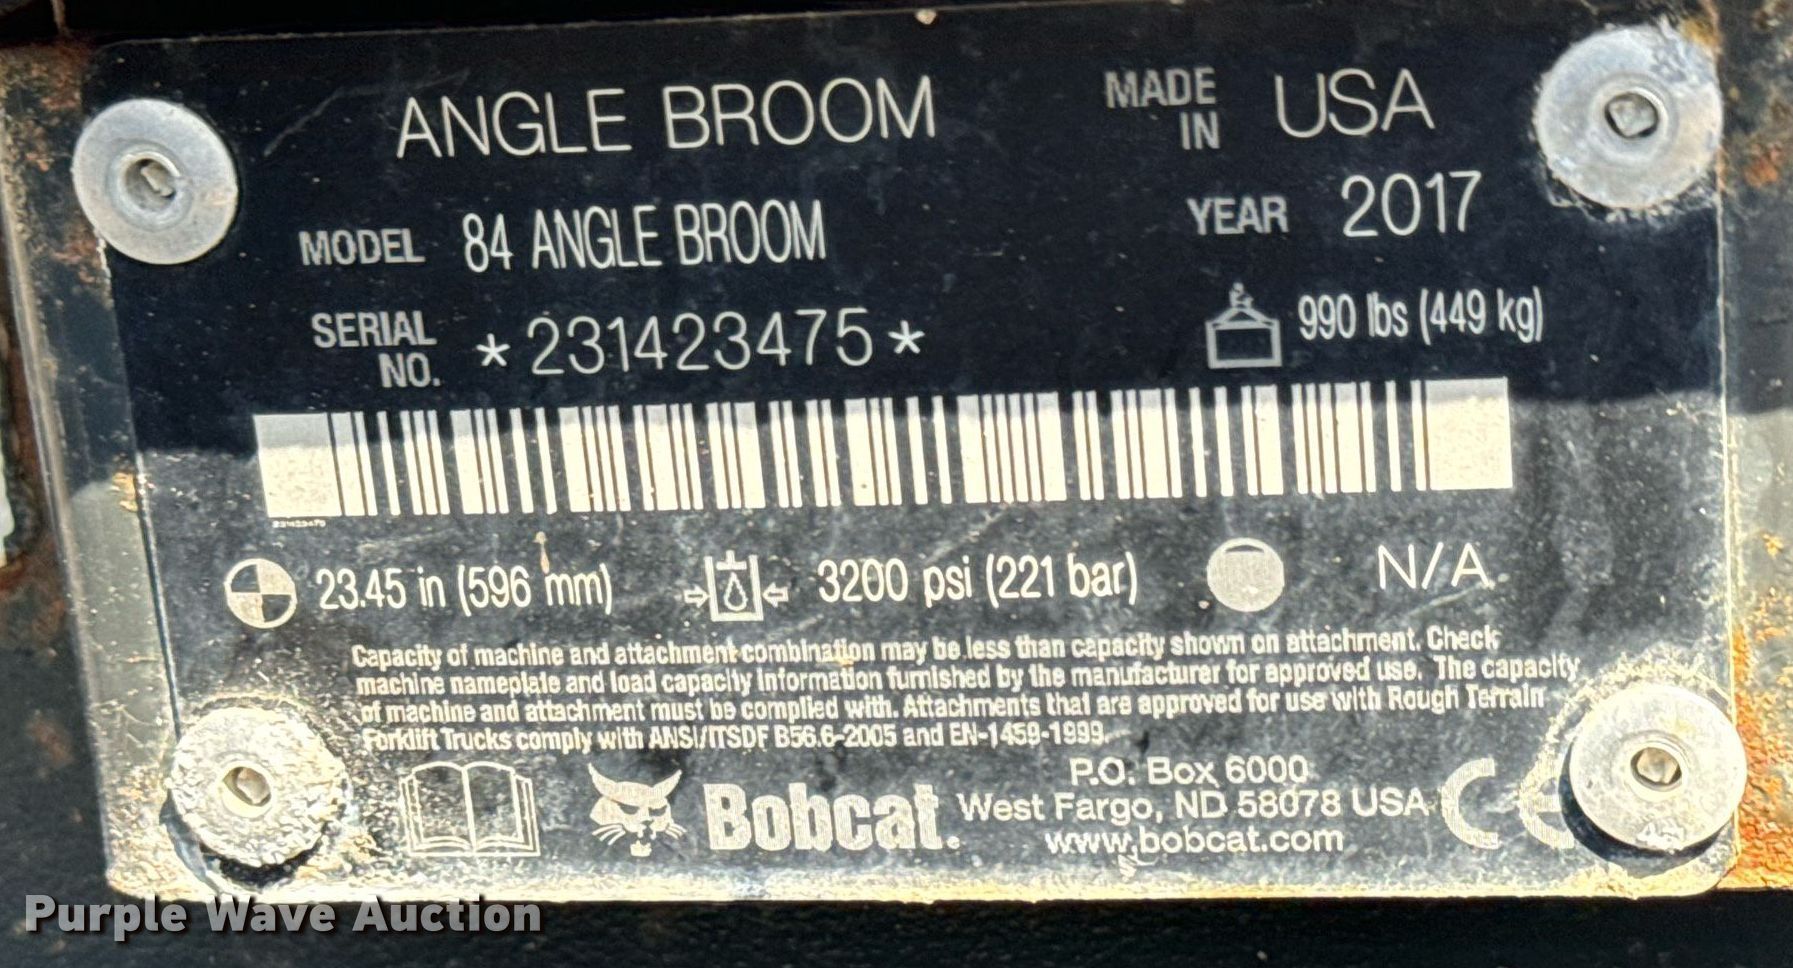 ANGLE BROOM MADE IN USA
MODEL 84 ANGLE BROOM YEAR 2017
SERIAL NO. *231423475* 990 lbs (449 kg)
231423475
23.45 in (596 mm) 3200 psi (221 bar) N/A
Capacity of machine and attachment combination may be less than capacity shown on attachment. Check
machine nameplate and load capacity information furnished by the manufacturer for approved use. The capacity
of machine and attachment must be complied with. Attachments that are approved for use with Rough Terrain
Forklift Trucks comply with ANSI/ITSDF B56.6-2005 and EN-1459-1999.
Bobcat. P.O. Box 6000
West Fargo, ND 58078 USA
www.bobcat.com
CE
Purple Wave Auction